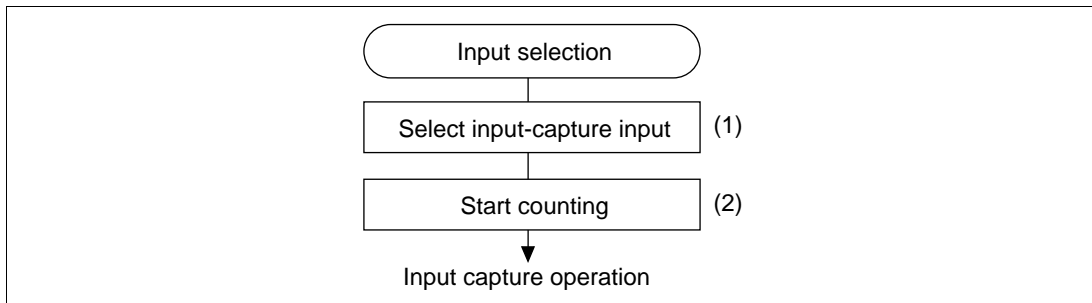 Input selection
Select input-capture input (1)
Start counting (2)
Input capture operation